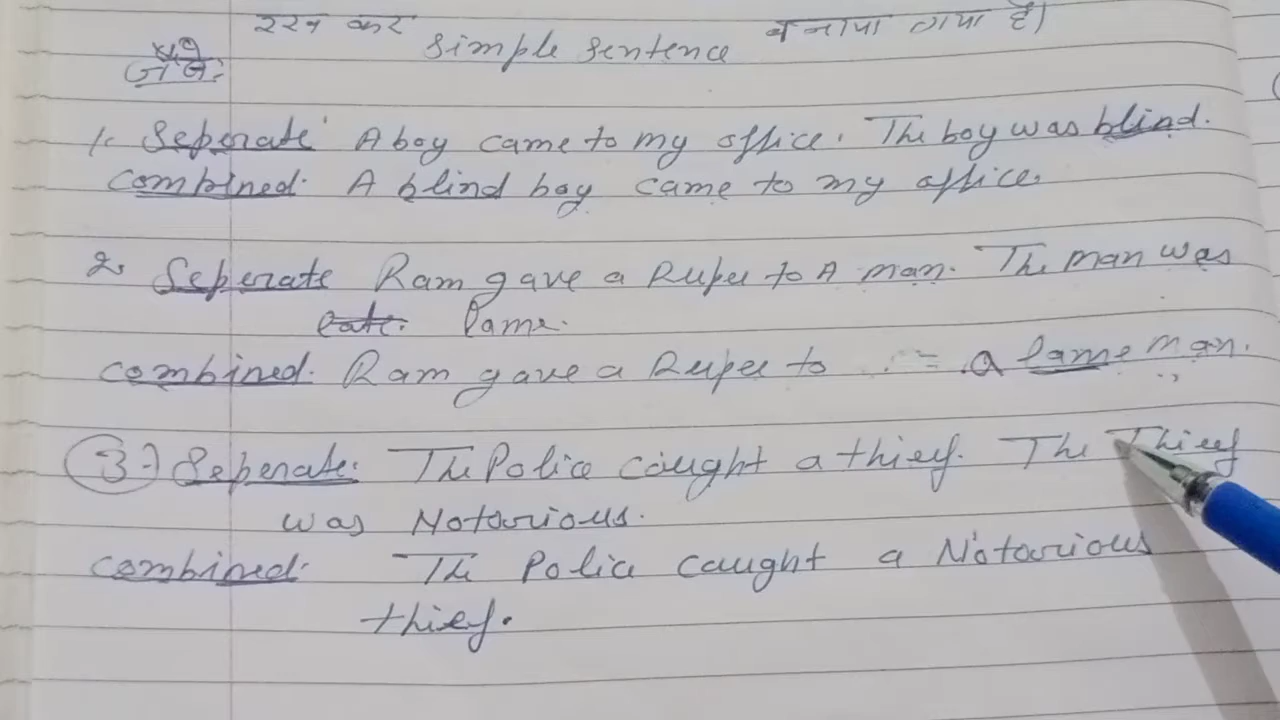 रख कर simple sentence बनाया गया है।
जैसे:
1. Seperate A boy came to my office. The boy was blind.
combined. A blind boy came to my office.
2. Seperate Ram gave a Rupee to A man. The man was
lame.
combined. Ram gave a Rupee to a lame man.
3) Seperate: The Police caught a thief. The Thief
was Notorious.
combined: The Police caught a Notorious
thief.